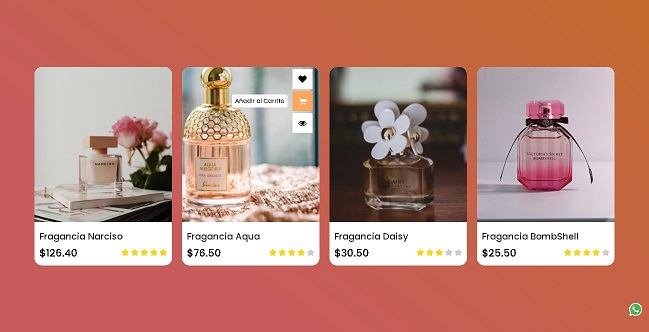 Añadir al Carrito
NARCISO
AQUA
ALLEGORIA
DAISY
VICTORIA'S SECRET
BOMBSHELL
Fragancia Narciso
Fragancia Aqua
Fragancia Daisy
Fragancia BombShell
$126.40
$76.50
$30.50
$25.50